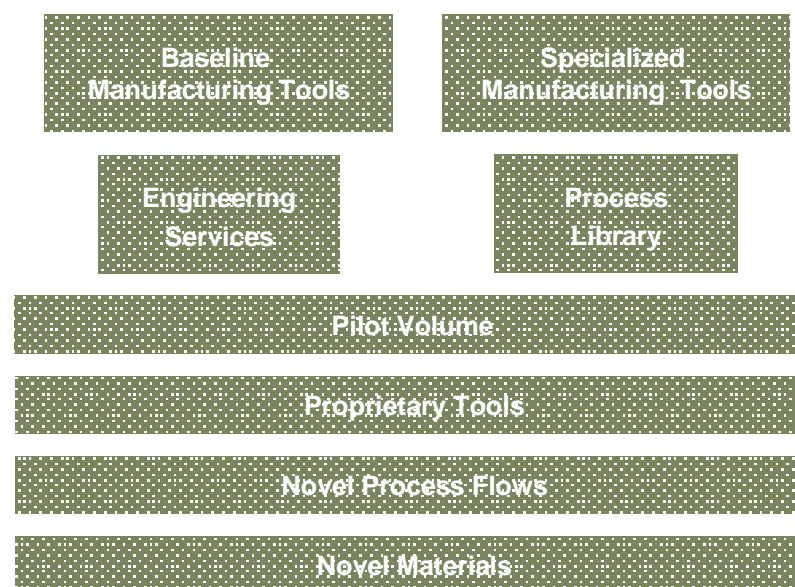 Baseline
Manufacturing Tools
Specialized
Manufacturing Tools
Engineering
Services
Process
Library
Pilot Volume
Proprietary Tools
Novel Process Flows
Novel Materials